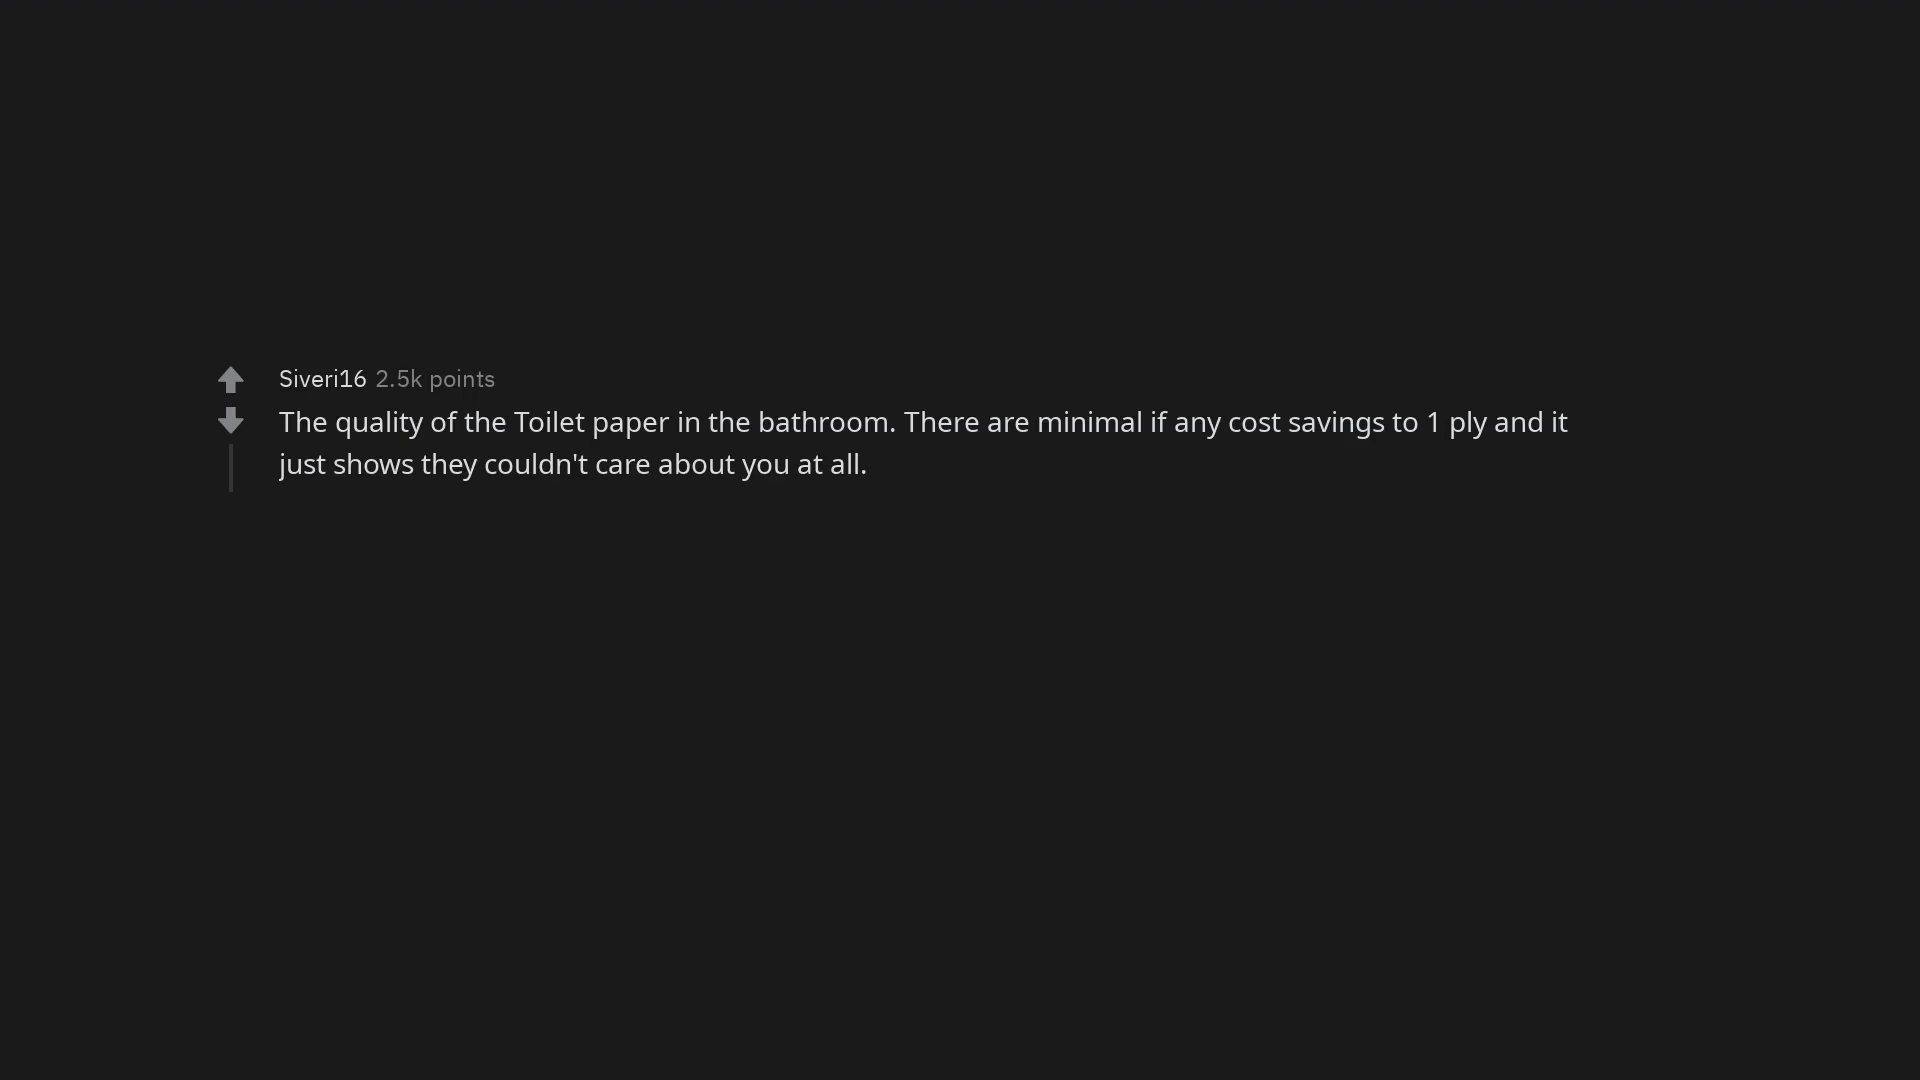 Siveri16 2.5k points
The quality of the Toilet paper in the bathroom. There are minimal if any cost savings to 1 ply and it
just shows they couldn't care about you at all.